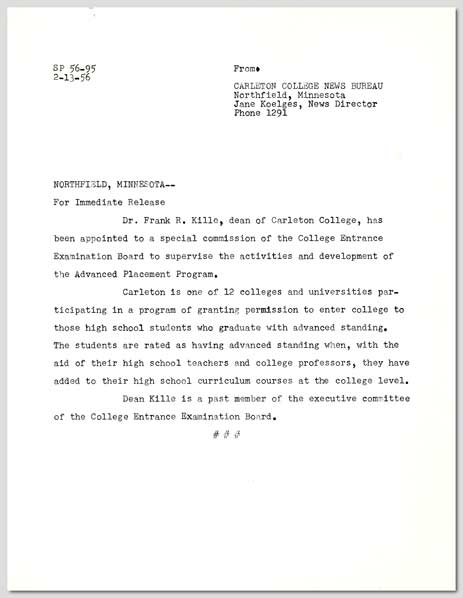 SP 56-95
2-13-56
From:
CARLETON COLLEGE NEWS BUREAU
Northfield, Minnesota
Jane Koelges, News Director
Phone 1291
NORTHFIELD, MINNESOTA--
For Immediate Release
Dr. Frank R. Kille, dean of Carleton College, has
been appointed to a special commission of the College Entrance
Examination Board to supervise the activities and development of
the Advanced Placement Program.
Carleton is one of 12 colleges and universities par-
ticipating in a program of granting permission to enter college to
those high school students who graduate with advanced standing.
The students are rated as having advanced standing when, with the
aid of their high school teachers and college professors, they have
added to their high school curriculum courses at the college level.
Dean Kille is a past member of the executive committee
of the College Entrance Examination Board.
# # #